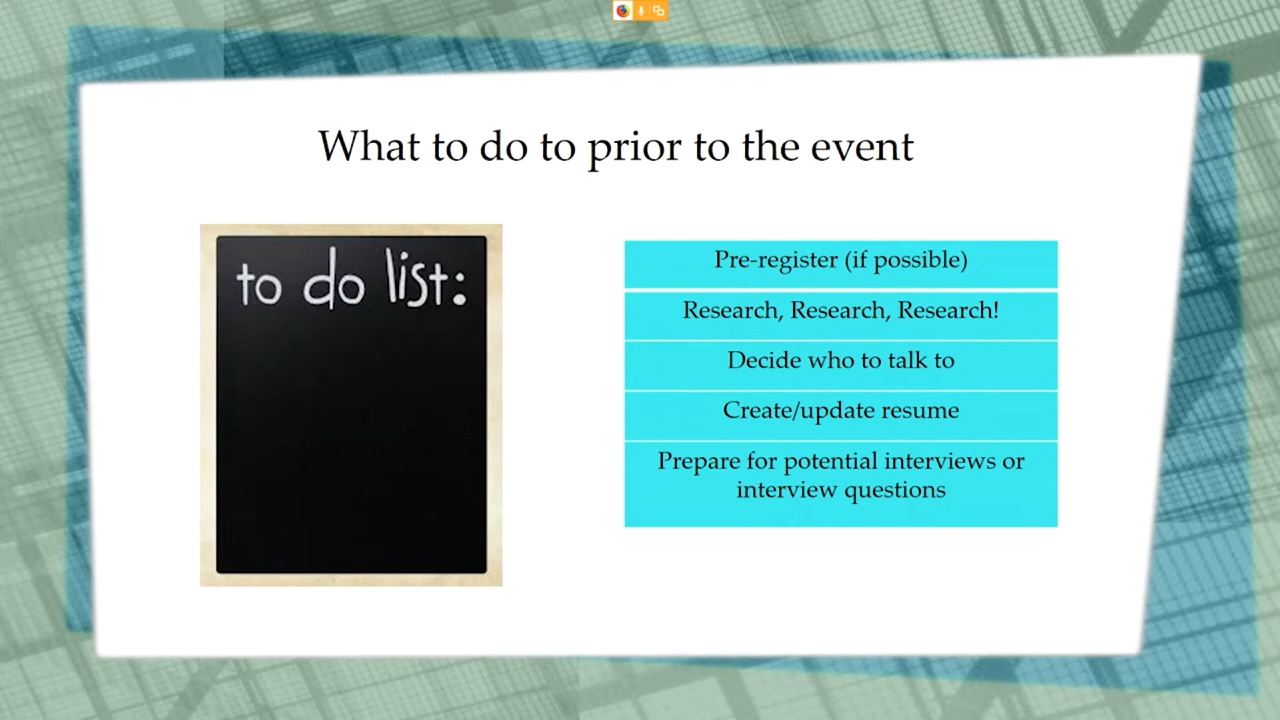 What to do to prior to the event
to do list:
Pre-register (if possible)
Research, Research, Research!
Decide who to talk to
Create/update resume
Prepare for potential interviews or
interview questions